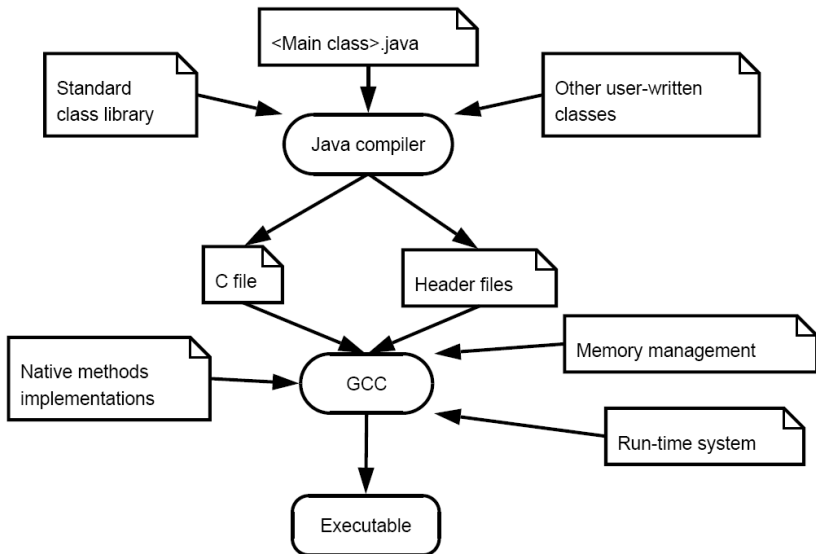 <Main class>.java
Standard
class library
Other user-written
classes
Java compiler
C file
Header files
Native methods
implementations
GCC
Memory management
Run-time system
Executable